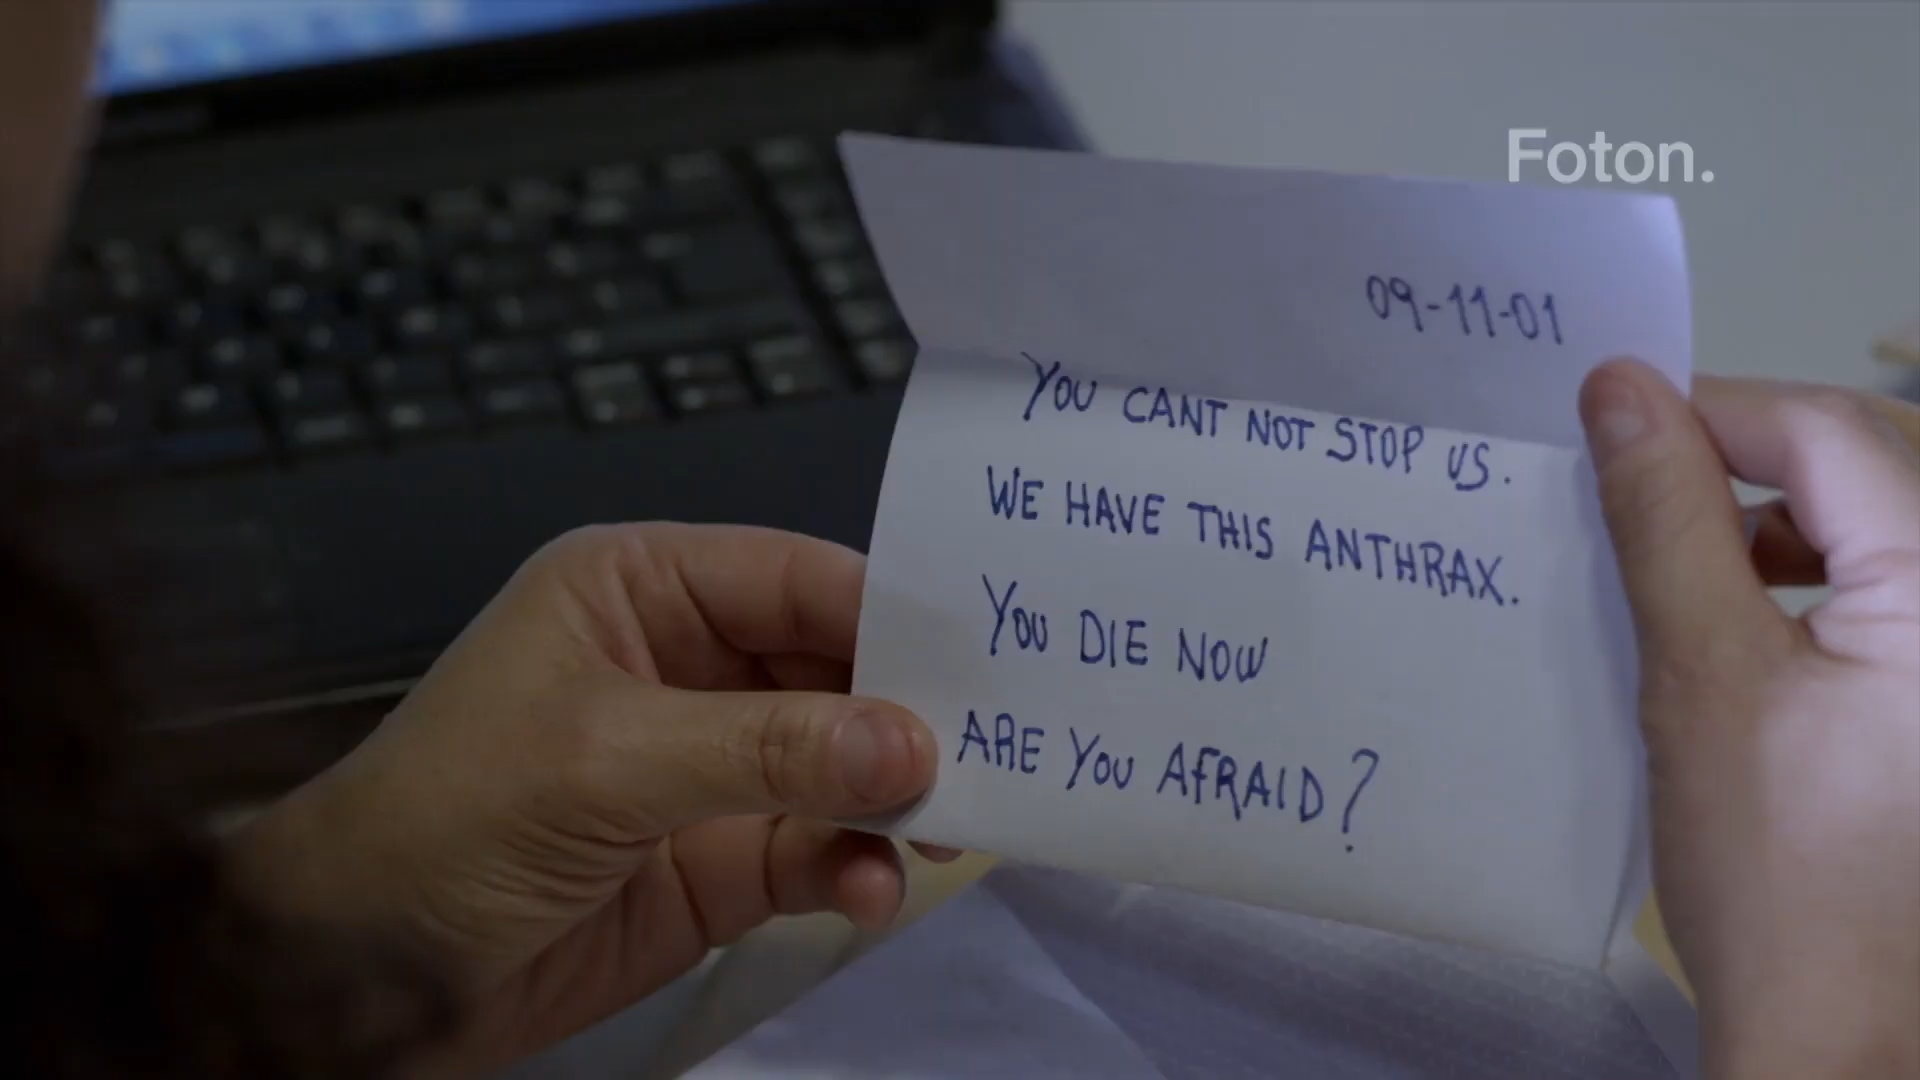 Foton.
09-11-01
YOU CANT NOT STOP US.
WE HAVE THIS ANTHRAX.
YOU DIE NOW
ARE YOU AFRAID?